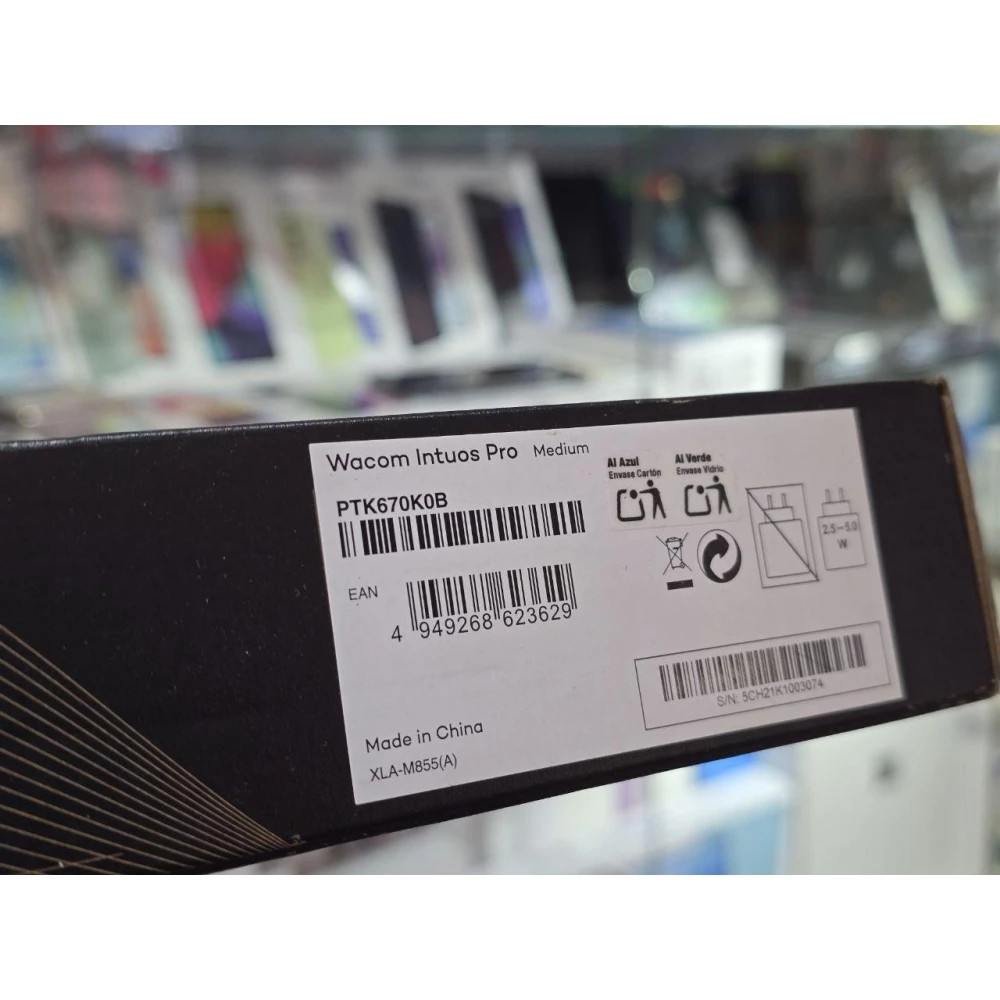 Wacom Intuos Pro Medium
PTK670K0B
EAN
4 949268 623629
Made in China
XLA-M855(A)
Al Azul
Envase Cartón
Al Verde
Envase Vidrio
2.5–5.0
W
S/N: 5CH21K1003074